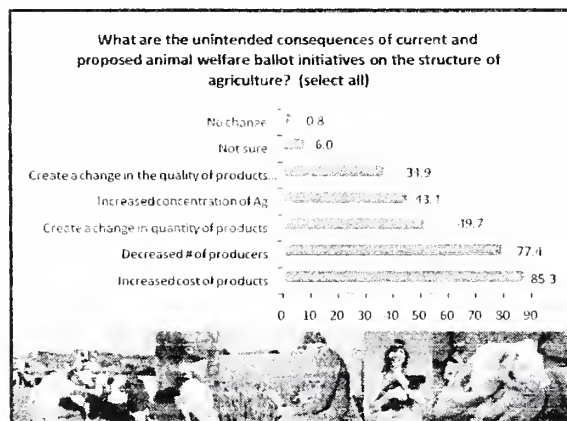 What are the unintended consequences of current and
proposed animal welfare ballot initiatives on the structure of
agriculture? (select all)
No change 0.8
Not sure 6.0
Create a change in the quality of products... 34.9
Increased concentration of Ag 43.1
Create a change in quantity of products 49.7
Decreased # of producers 77.4
Increased cost of products 85.3
0 10 20 30 40 50 60 70 80 90